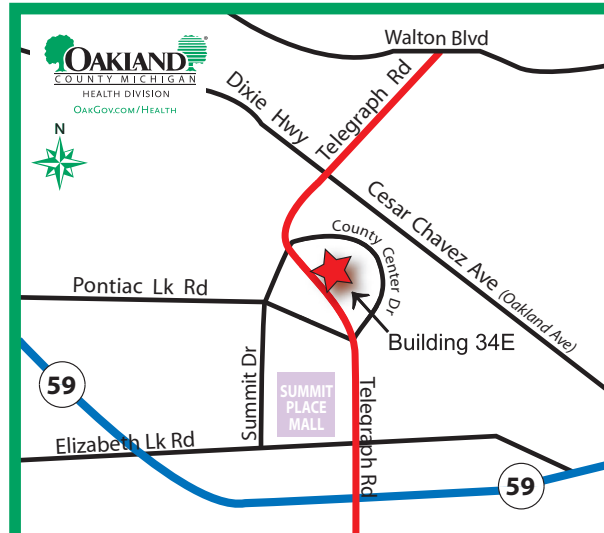 Walton Blvd
OAKLAND
COUNTY MICHIGAN
HEALTH DIVISION
OAKGOV.COM/HEALTH
Dixie Hwy
Telegraph Rd
N
Cesar Chavez Ave (Oakland Ave)
County Center Dr
Pontiac Lk Rd
Building 34E
59
Summit Dr
SUMMIT
PLACE
MALL
Telegraph Rd
Elizabeth Lk Rd
59